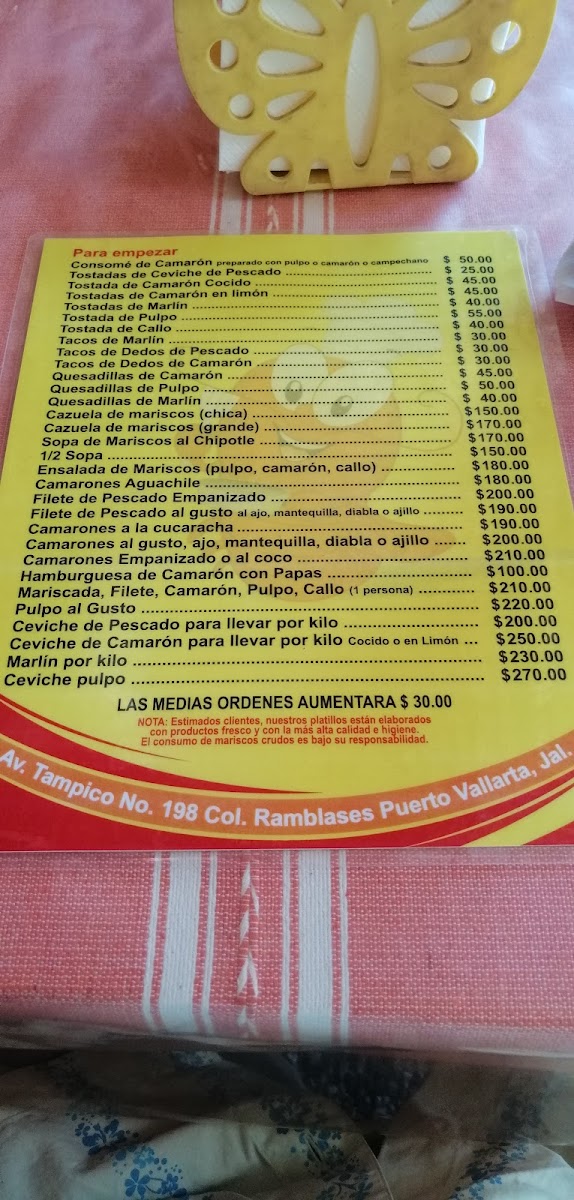 Para empezar
Consomé de Camarón preparado con pulpo o camarón o campechano $ 50.00
Tostadas de Ceviche de Pescado ........ $ 25.00
Tostada de Camarón Cocido ........ $ 45.00
Tostadas de Camarón en limón ........ $ 45.00
Tostadas de Marlín ........ $ 40.00
Tostada de Pulpo ........ $ 55.00
Tostada de Callo ........ $ 40.00
Tacos de Marlín ........ $ 30.00
Tacos de Dedos de Pescado ........ $ 30.00
Tacos de Dedos de Camarón ........ $ 30.00
Quesadillas de Camarón ........ $ 45.00
Quesadillas de Pulpo ........ $ 50.00
Quesadillas de Marlín ........ $ 40.00
Cazuela de mariscos (chica) ........ $150.00
Cazuela de mariscos (grande) ........ $170.00
Sopa de Mariscos al Chipotle ........ $170.00
1/2 Sopa ........ $150.00
Ensalada de Mariscos (pulpo, camarón, callo) ........ $180.00
Camarones Aguachile ........ $180.00
Filete de Pescado Empanizado ........ $200.00
Filete de Pescado al gusto al ajo, mantequilla, diabla o ajillo ........ $190.00
Camarones a la cucaracha ........ $190.00
Camarones al gusto, ajo, mantequilla, diabla o ajillo ....... $200.00
Camarones Empanizado o al coco ........ $210.00
Hamburguesa de Camarón con Papas ........ $100.00
Mariscada, Filete, Camarón, Pulpo, Callo (1 persona) ........ $210.00
Pulpo al Gusto ........ $220.00
Ceviche de Pescado para llevar por kilo ........ $200.00
Ceviche de Camarón para llevar por kilo Cocido o en Limón ... $250.00
Marlín por kilo ........ $230.00
Ceviche pulpo ........ $270.00
LAS MEDIAS ORDENES AUMENTARA $ 30.00
NOTA: Estimados clientes, nuestros platillos están elaborados
con productos fresco y con la más alta calidad e higiene.
El consumo de mariscos crudos es bajo su responsabilidad.
Av. Tampico No. 198 Col. Ramblases Puerto Vallarta, Jal.